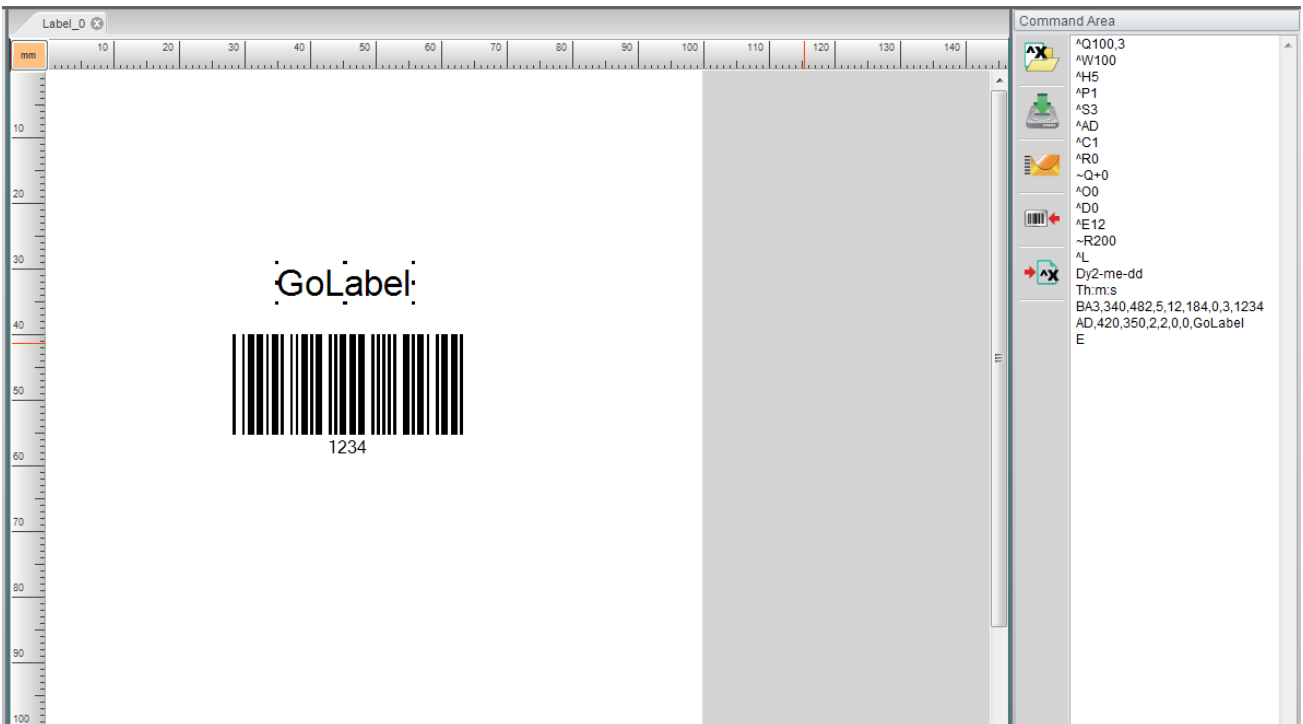 Label_0
Command Area
mm
10 20 30 40 50 60 70 80 90 100 110 120 130 140
10
20
30
40
50
60
70
80
90
100
GoLabel
1234
^X
^X
^Q100,3
^W100
^H5
^P1
^S3
^AD
^C1
^R0
~Q+0
^O0
^D0
^E12
~R200
^L
Dy2-me-dd
Th:m:s
BA3,340,482,5,12,184,0,3,1234
AD,420,350,2,2,0,0,GoLabel
E